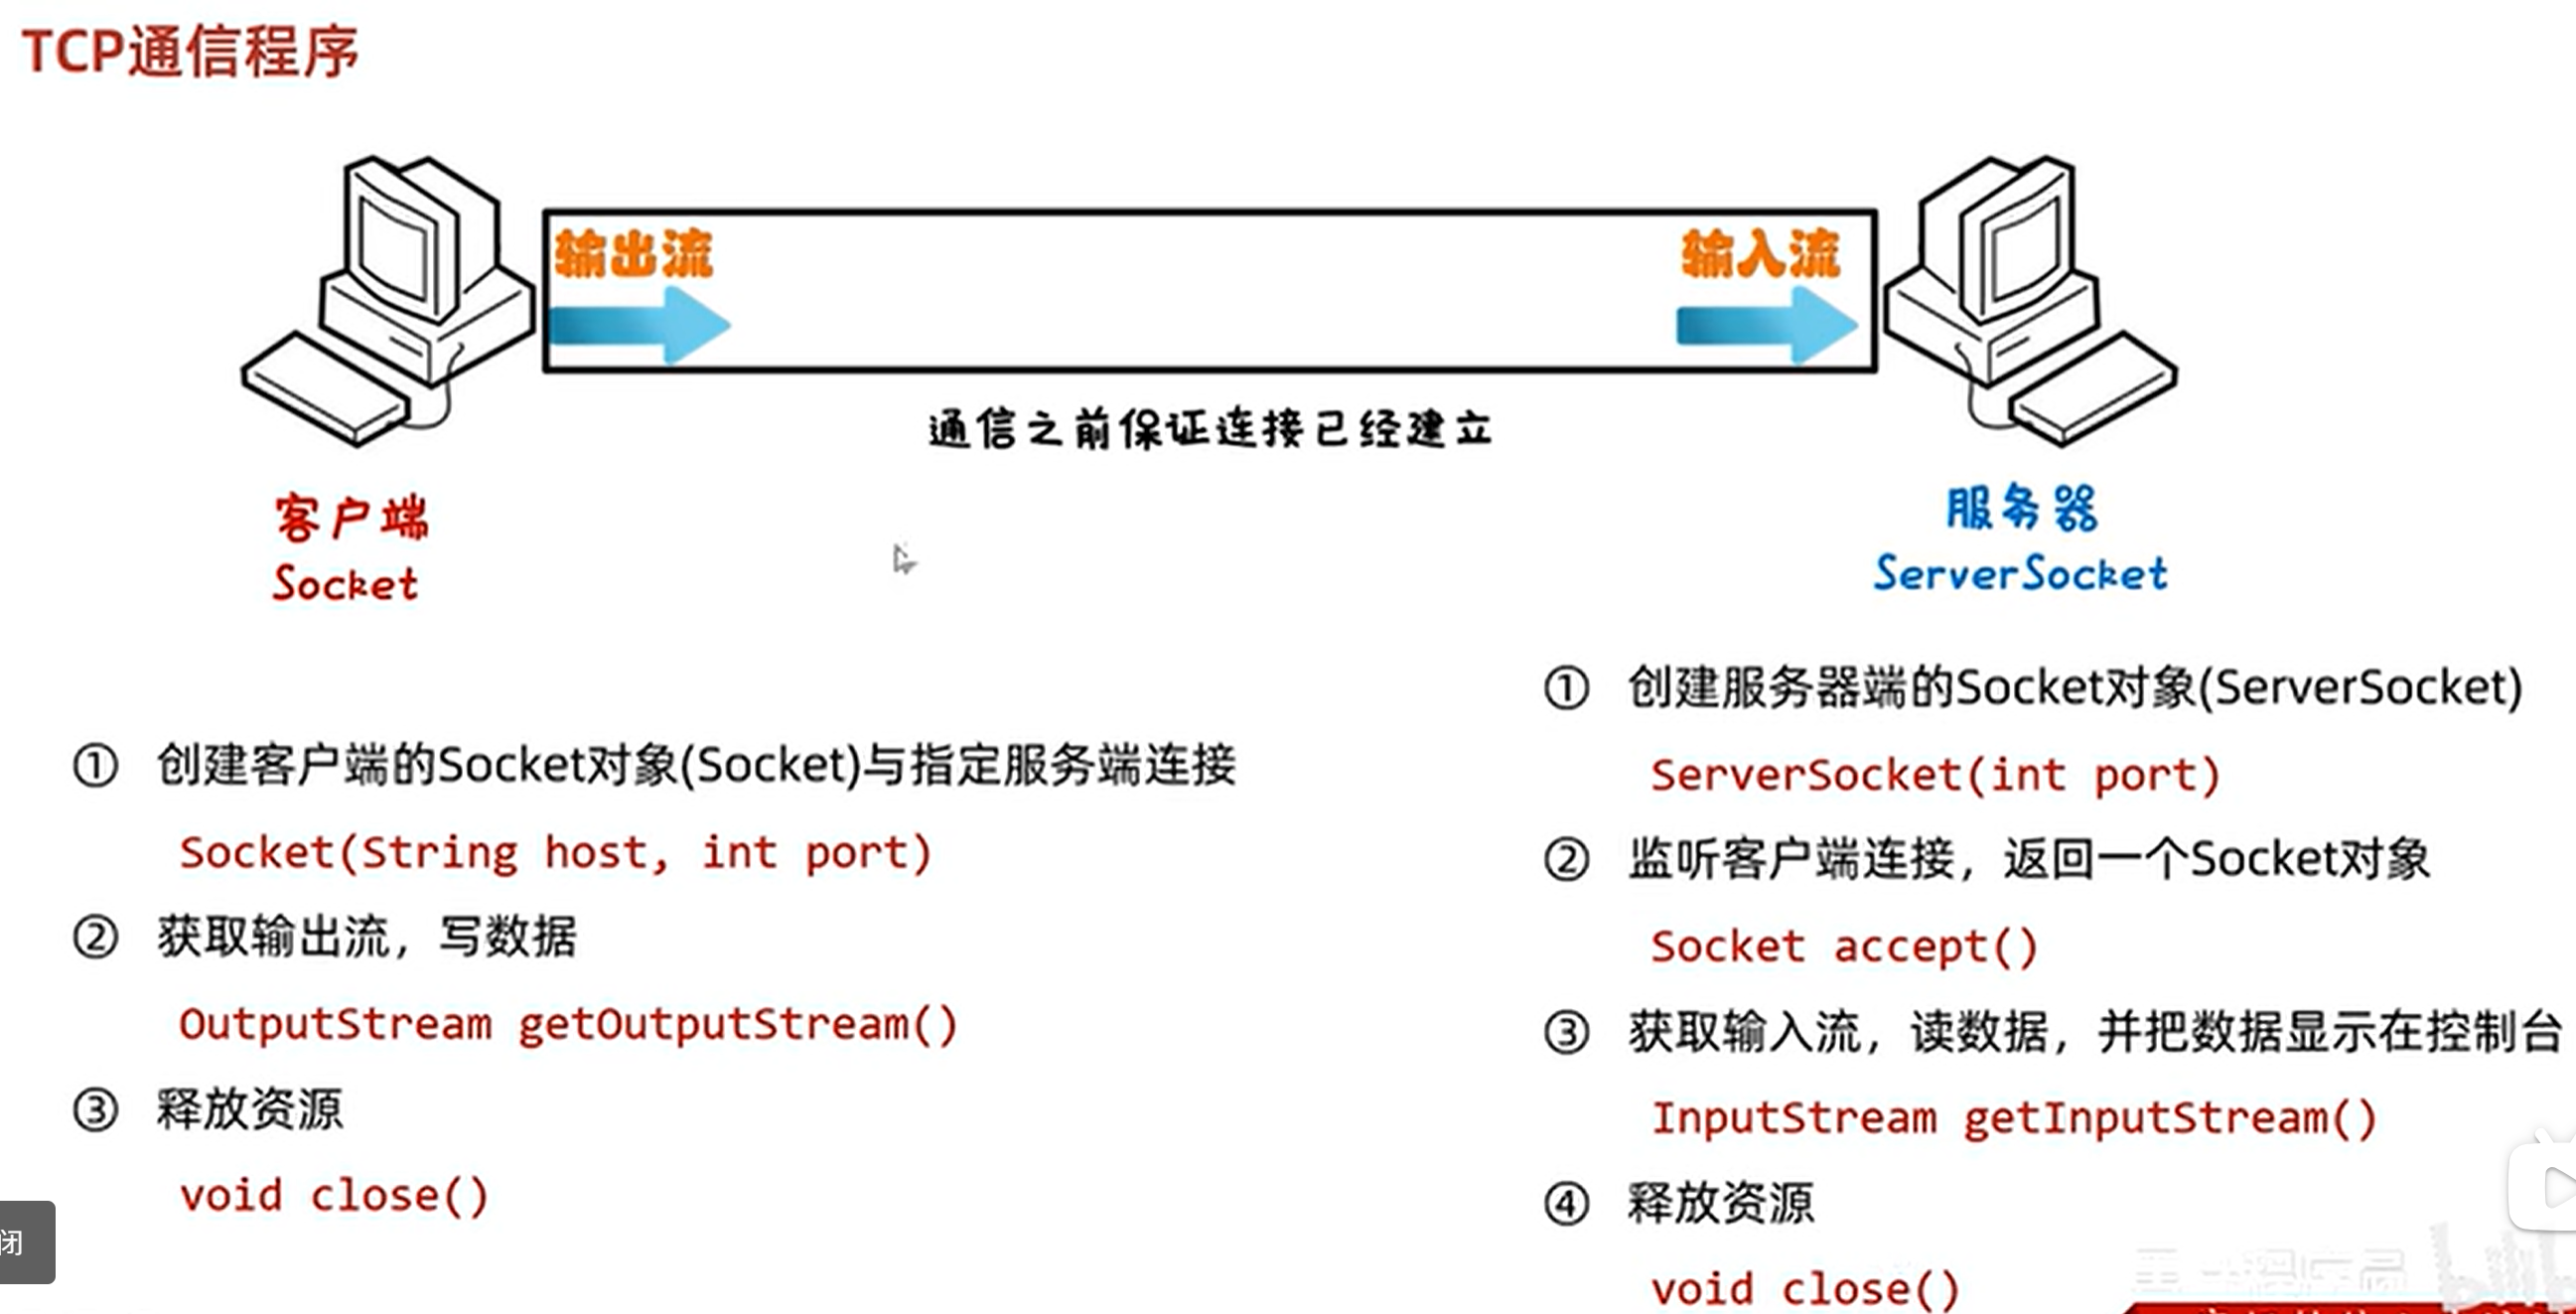 TCP通信程序
输出流
输入流
通信之前保证连接已经建立
客户端
Socket
服务器
ServerSocket
① 创建客户端的Socket对象(Socket)与指定服务端连接
Socket(String host, int port)
② 获取输出流，写数据
OutputStream getOutputStream()
③ 释放资源
void close()
① 创建服务器端的Socket对象(ServerSocket)
ServerSocket(int port)
② 监听客户端连接，返回一个Socket对象
Socket accept()
③ 获取输入流，读数据，并把数据显示在控制台
InputStream getInputStream()
④ 释放资源
void close()
闭